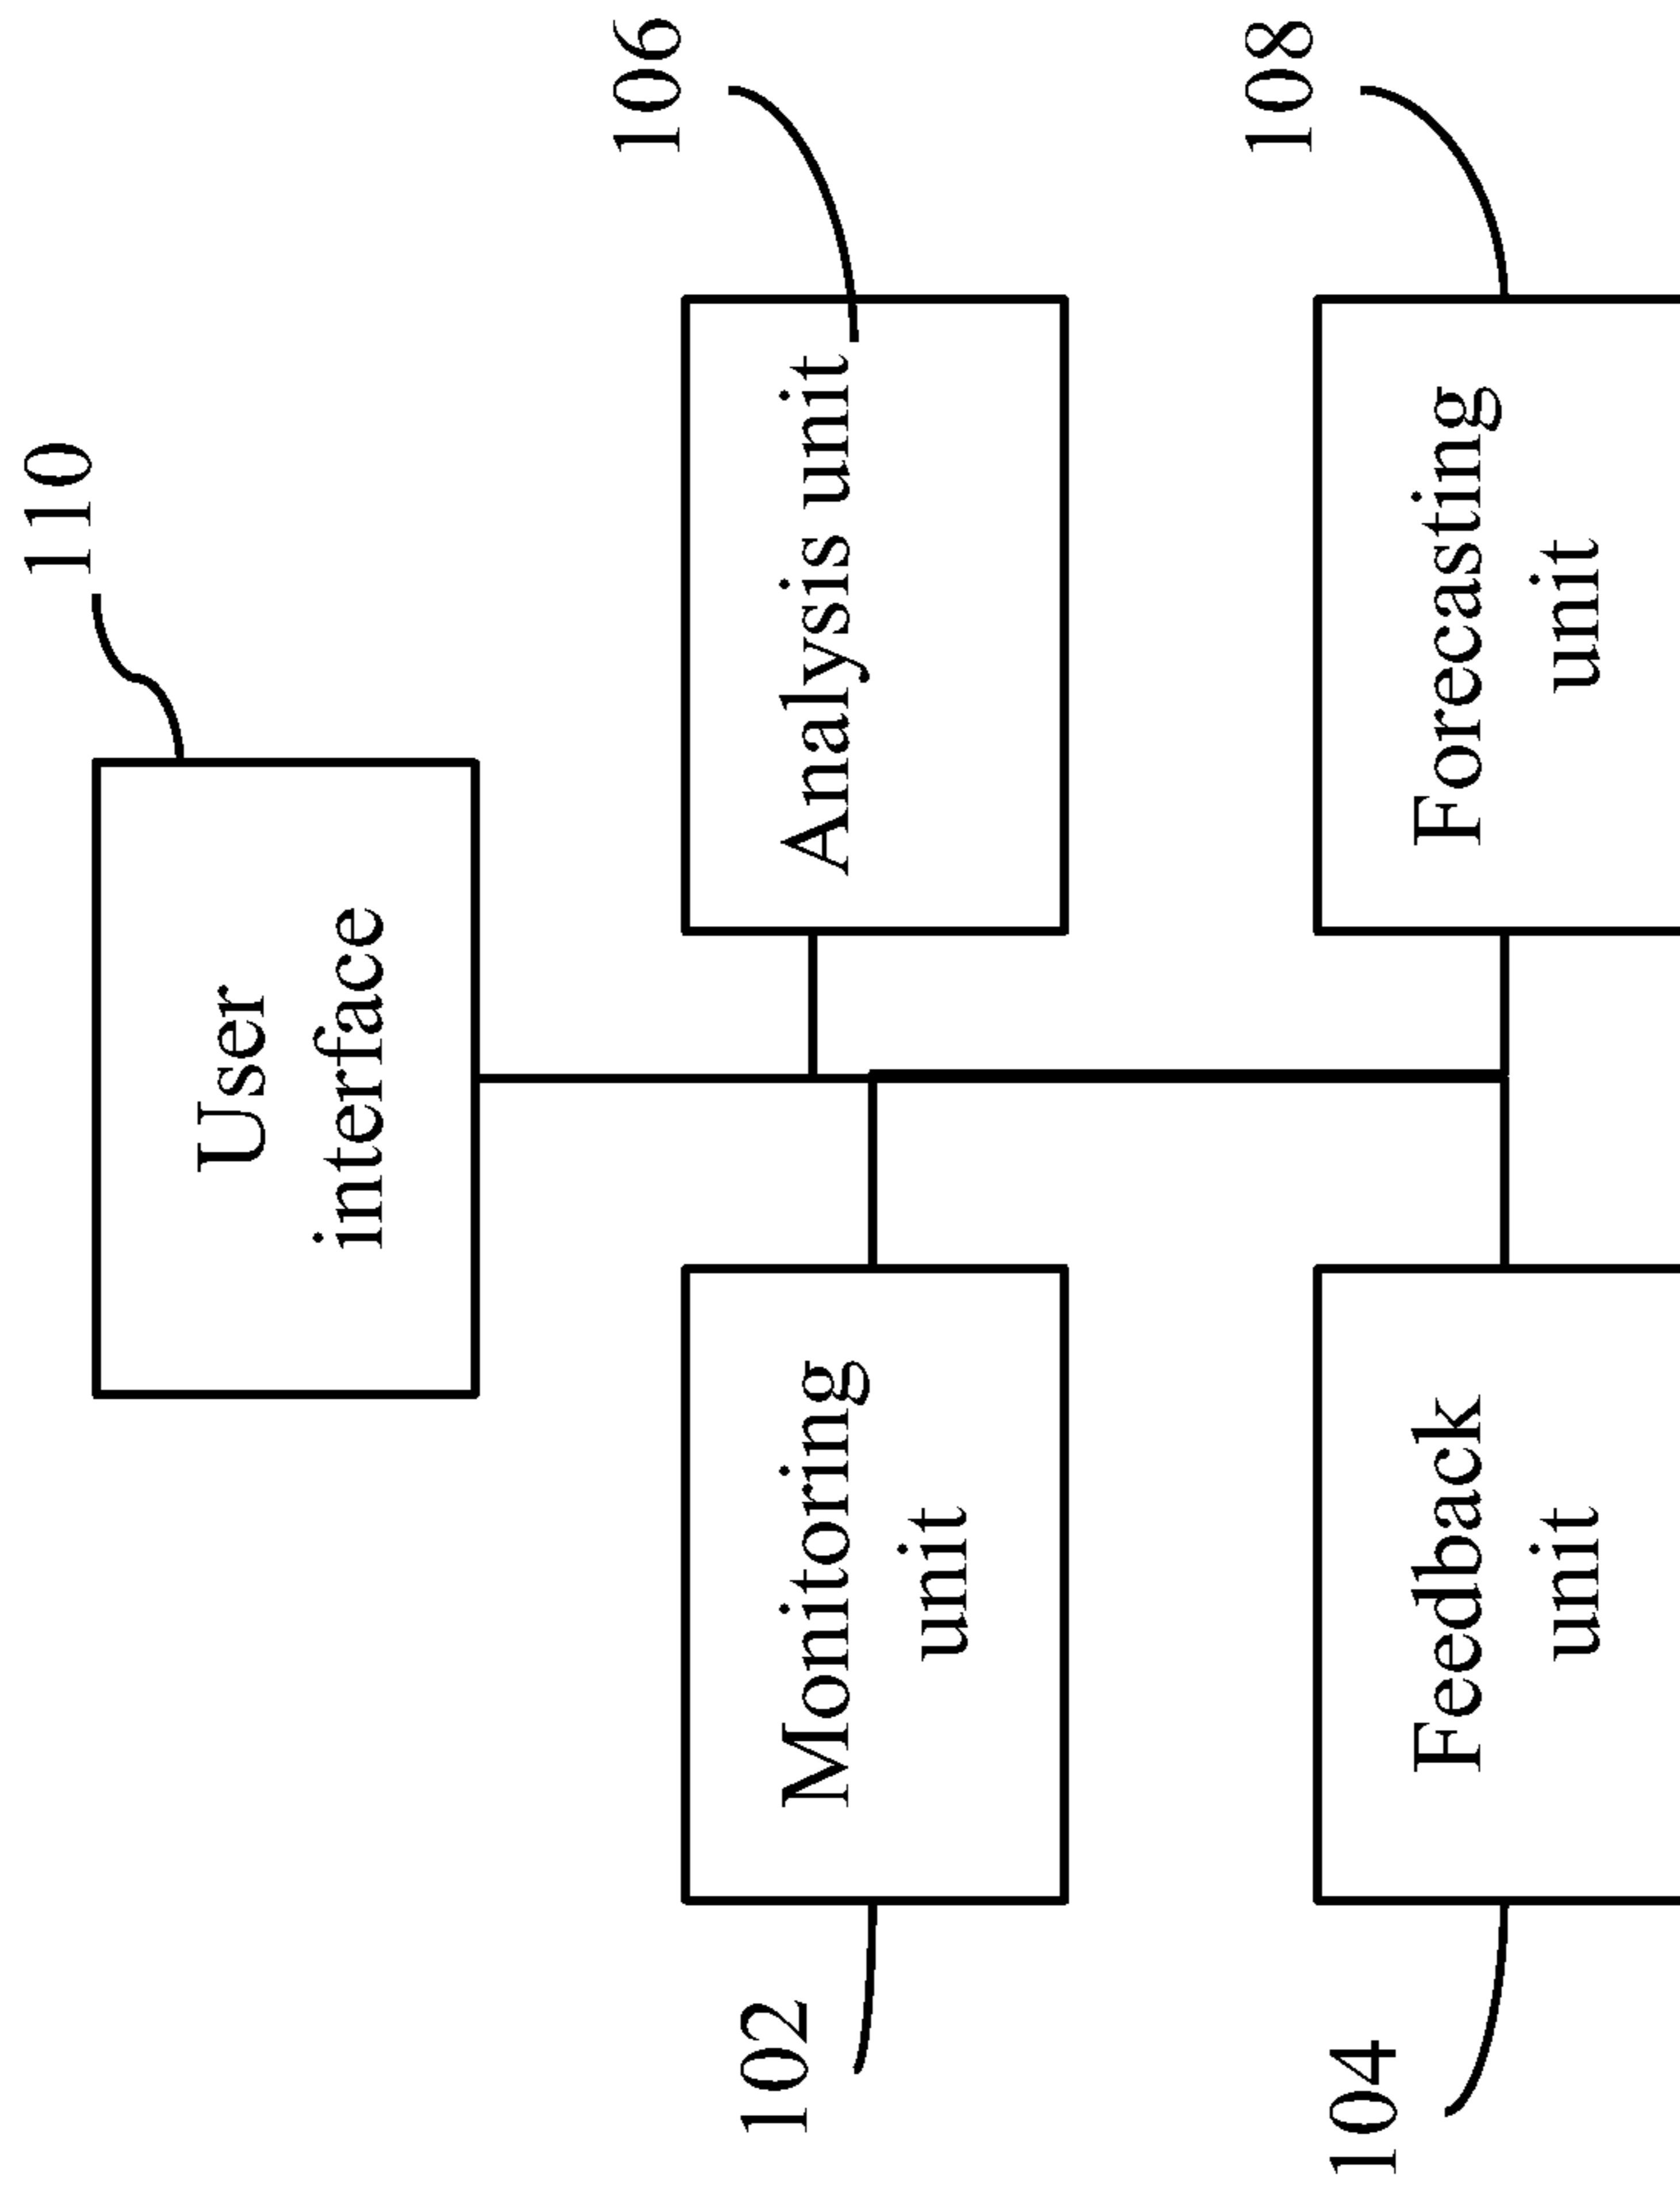 110
User
interface
102
Monitoring
unit
Analysis unit
106
104
Feedback
unit
Forecasting
unit
108